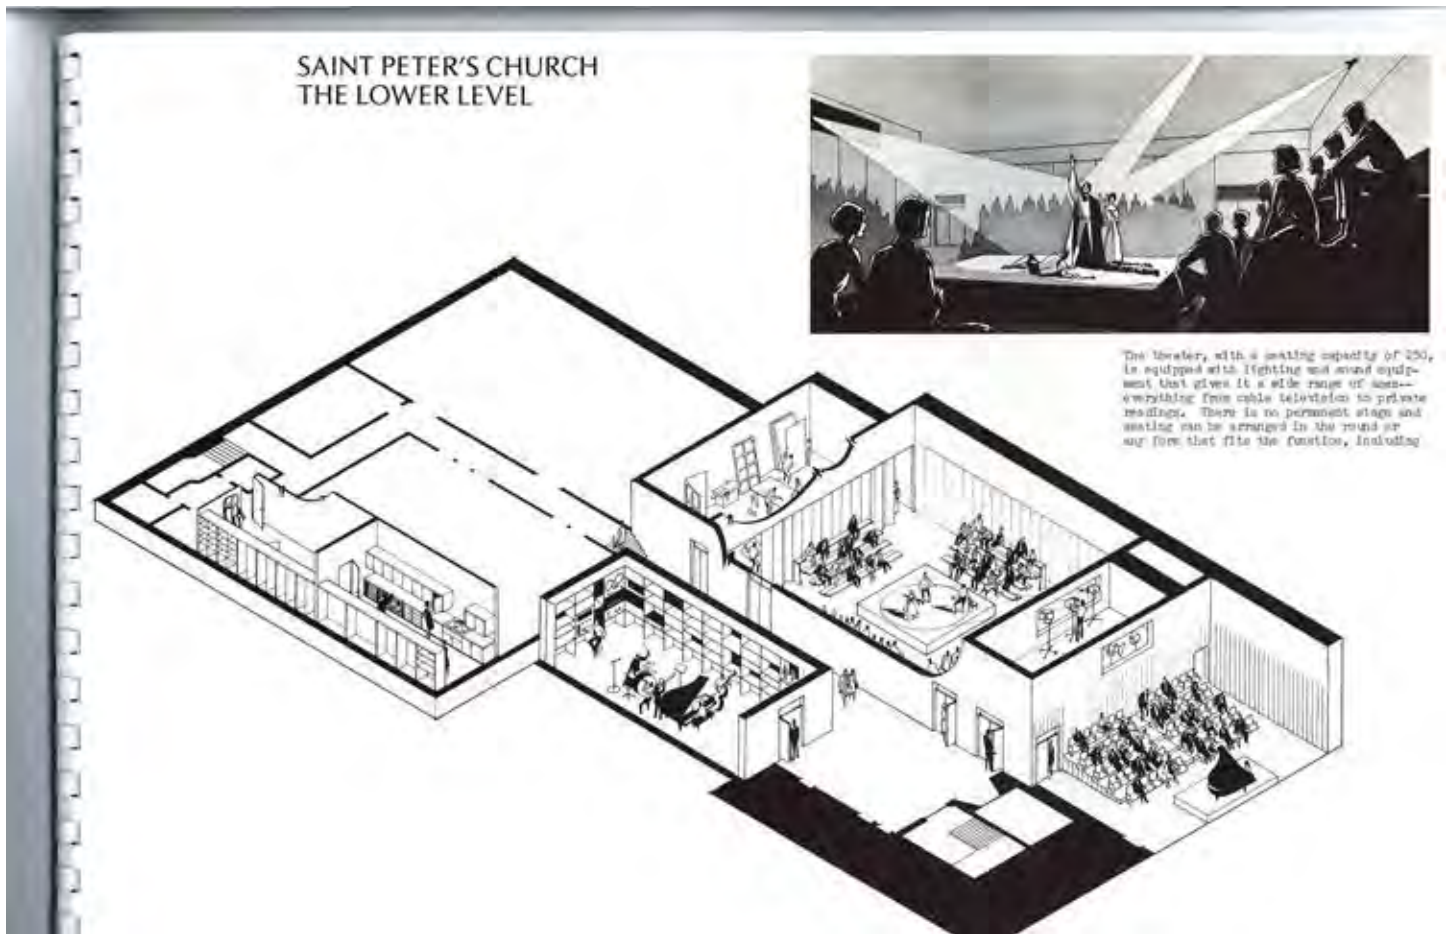 SAINT PETER'S CHURCH
THE LOWER LEVEL
The theater, with a seating capacity of 250,
is equipped with lighting and sound equip-
ment that gives it a wide range of uses--
everything from cable television to private
readings. There is no permanent stage and
seating can be arranged in the round or
any form that fits the function, including